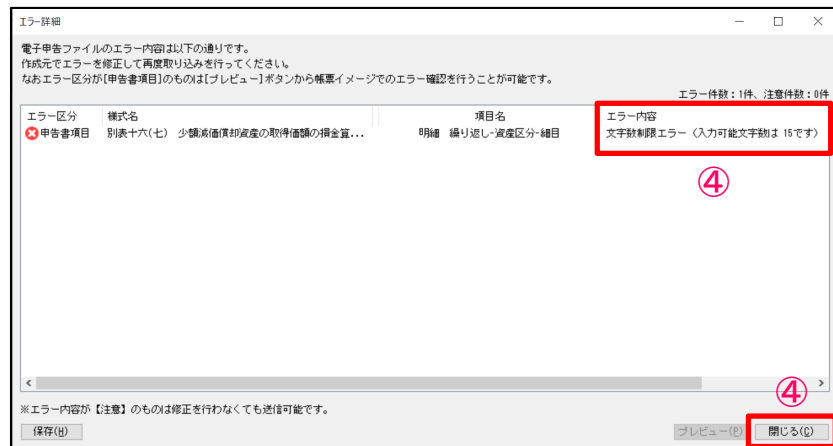 エラー詳細
電子申告ファイルのエラー内容は以下の通りです。
作成元でエラーを修正して再度取り込みを行ってください。
なおエラー区分が[申告書項目]のものは[プレビュー]ボタンから帳票イメージでのエラー確認を行うことが可能です。
エラー件数:1件、注意件数:0件
エラー区分 様式名 項目名 エラー内容
申告書項目 別表十六(七) 少額減価償却資産の取得価額の損金算... 明細 繰り返し-資産区分-細目 文字数制限エラー (入力可能文字数は 15です)
④
④
※エラー内容が【注意】のものは修正を行わなくても送信可能です。
保存(H) プレビュー(P) 閉じる(C)